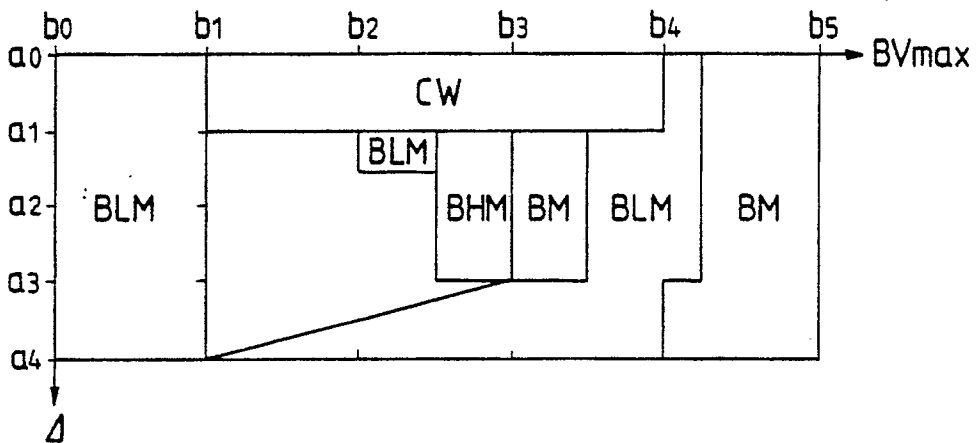 b0 b1 b2 b3 b4 b5
a0 BVmax
CW
a1
BLM
a2 BLM BHM BM BLM BM
a3
a4
Δ